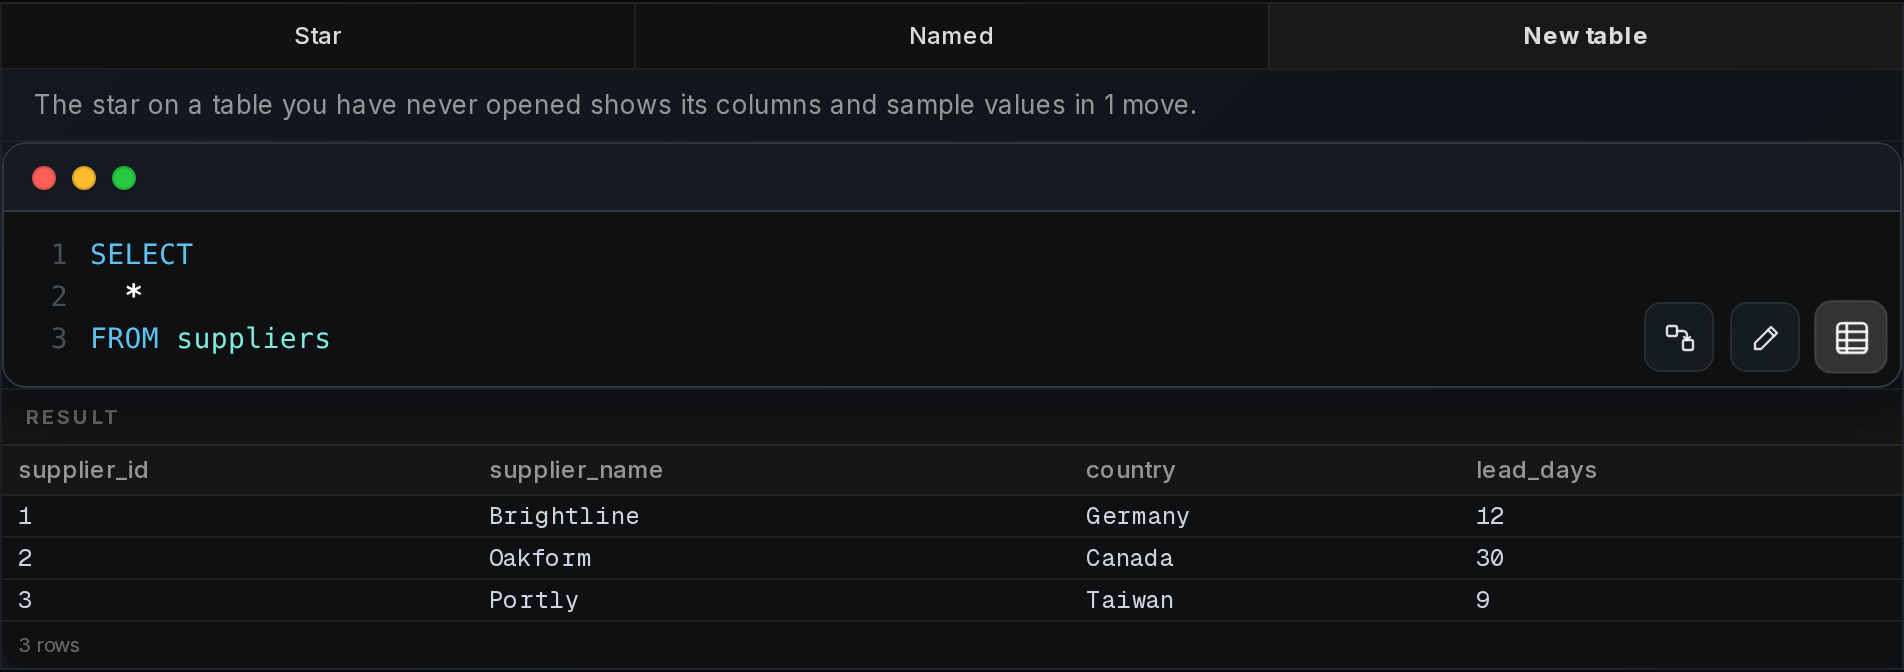 Star Named New table
The star on a table you have never opened shows its columns and sample values in 1 move.
1 SELECT
2 *
3 FROM suppliers
RESULT
supplier_id supplier_name country lead_days
1 Brightline Germany 12
2 Oakform Canada 30
3 Portly Taiwan 9
3 rows